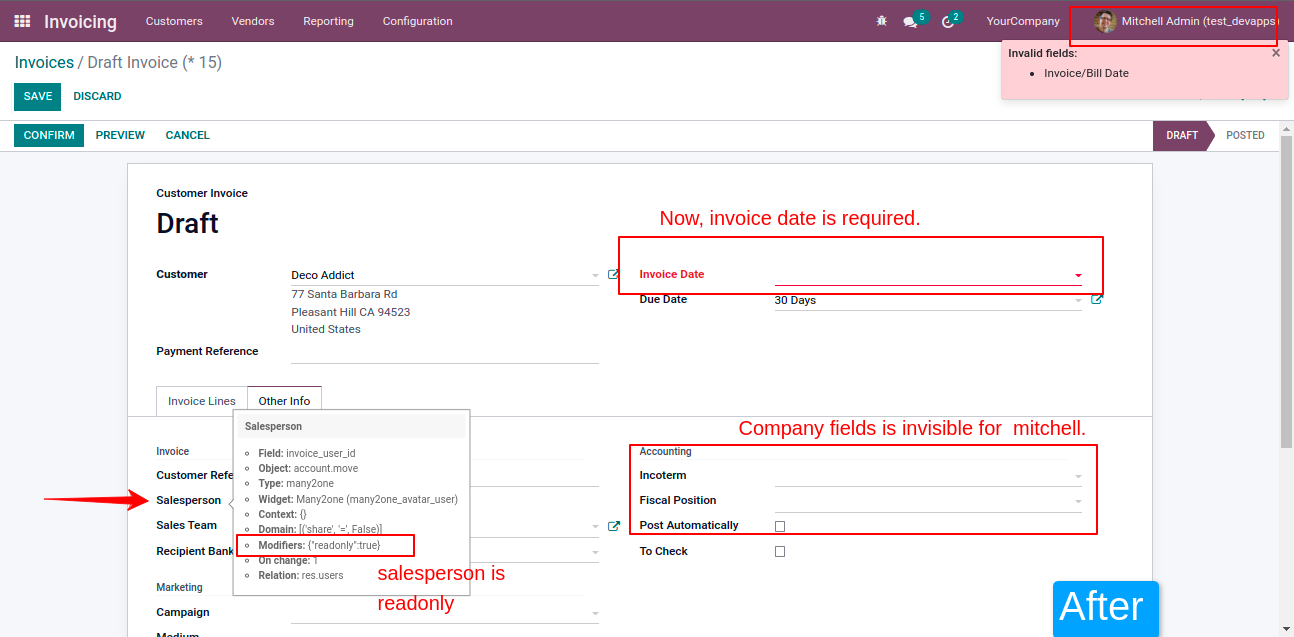 Invoicing Customers Vendors Reporting Configuration 5 2 YourCompany Mitchell Admin (test_devapps)
Invalid fields:
Invoice/Bill Date
Invoices / Draft Invoice (* 15)
SAVE DISCARD
CONFIRM PREVIEW CANCEL DRAFT POSTED
Customer Invoice
Draft
Now, invoice date is required.
Customer Deco Addict
77 Santa Barbara Rd
Pleasant Hill CA 94523
United States
Invoice Date
Due Date 30 Days
Payment Reference
Invoice Lines Other Info
Company fields is invisible for mitchell.
Invoice
Customer Refe
Salesperson
Sales Team
Recipient Bank
Marketing
Campaign
Medium
Salesperson
Field: invoice_user_id
Object: account.move
Type: many2one
Widget: Many2one (many2one_avatar_user)
Context: {}
Domain: [('share', '=', False)]
Modifiers: {"readonly":true}
On change: 1
Relation: res.users
salesperson is
readonly
Accounting
Incoterm
Fiscal Position
Post Automatically
To Check
After